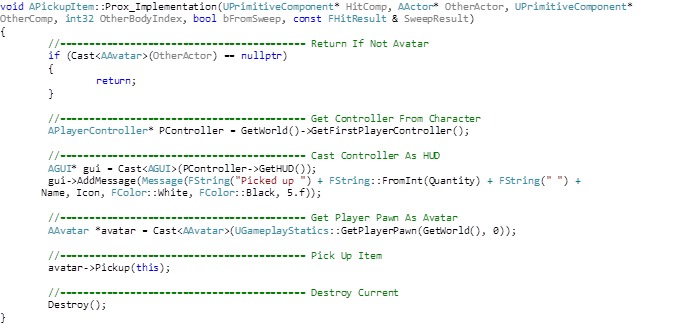 void APickupItem::Prox_Implementation(UPrimitiveComponent* HitComp, AActor* OtherActor, UPrimitiveComponent*
OtherComp, int32 OtherBodyIndex, bool bFromSweep, const FHitResult & SweepResult)
{
//---------------------------------------- Return If Not Avatar
if (Cast<AAvatar>(OtherActor) == nullptr)
{
return;
}
//---------------------------------------- Get Controller From Character
APlayerController* PController = GetWorld()->GetFirstPlayerController();
//---------------------------------------- Cast Controller As HUD
AGUI* gui = Cast<AGUI>(PController->GetHUD());
gui->AddMessage(Message(FString("Picked up ") + FString::FromInt(Quantity) + FString(" ") +
Name, Icon, FColor::White, FColor::Black, 5.f));
//---------------------------------------- Get Player Pawn As Avatar
AAvatar *avatar = Cast<AAvatar>(UGameplayStatics::GetPlayerPawn(GetWorld(), 0));
//---------------------------------------- Pick Up Item
avatar->Pickup(this);
//---------------------------------------- Destroy Current
Destroy();
}